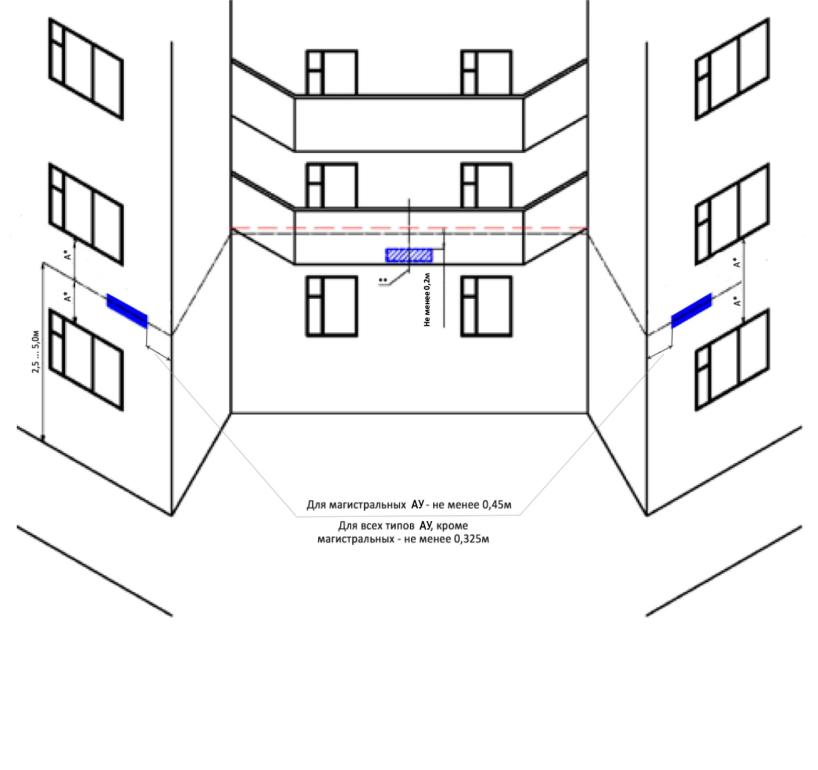 А*
А*
2,5 ... 5,0м
**
Не менее 0,2м
А*
А*
Для магистральных АУ - не менее 0,45м
Для всех типов АУ, кроме
магистральных - не менее 0,325м